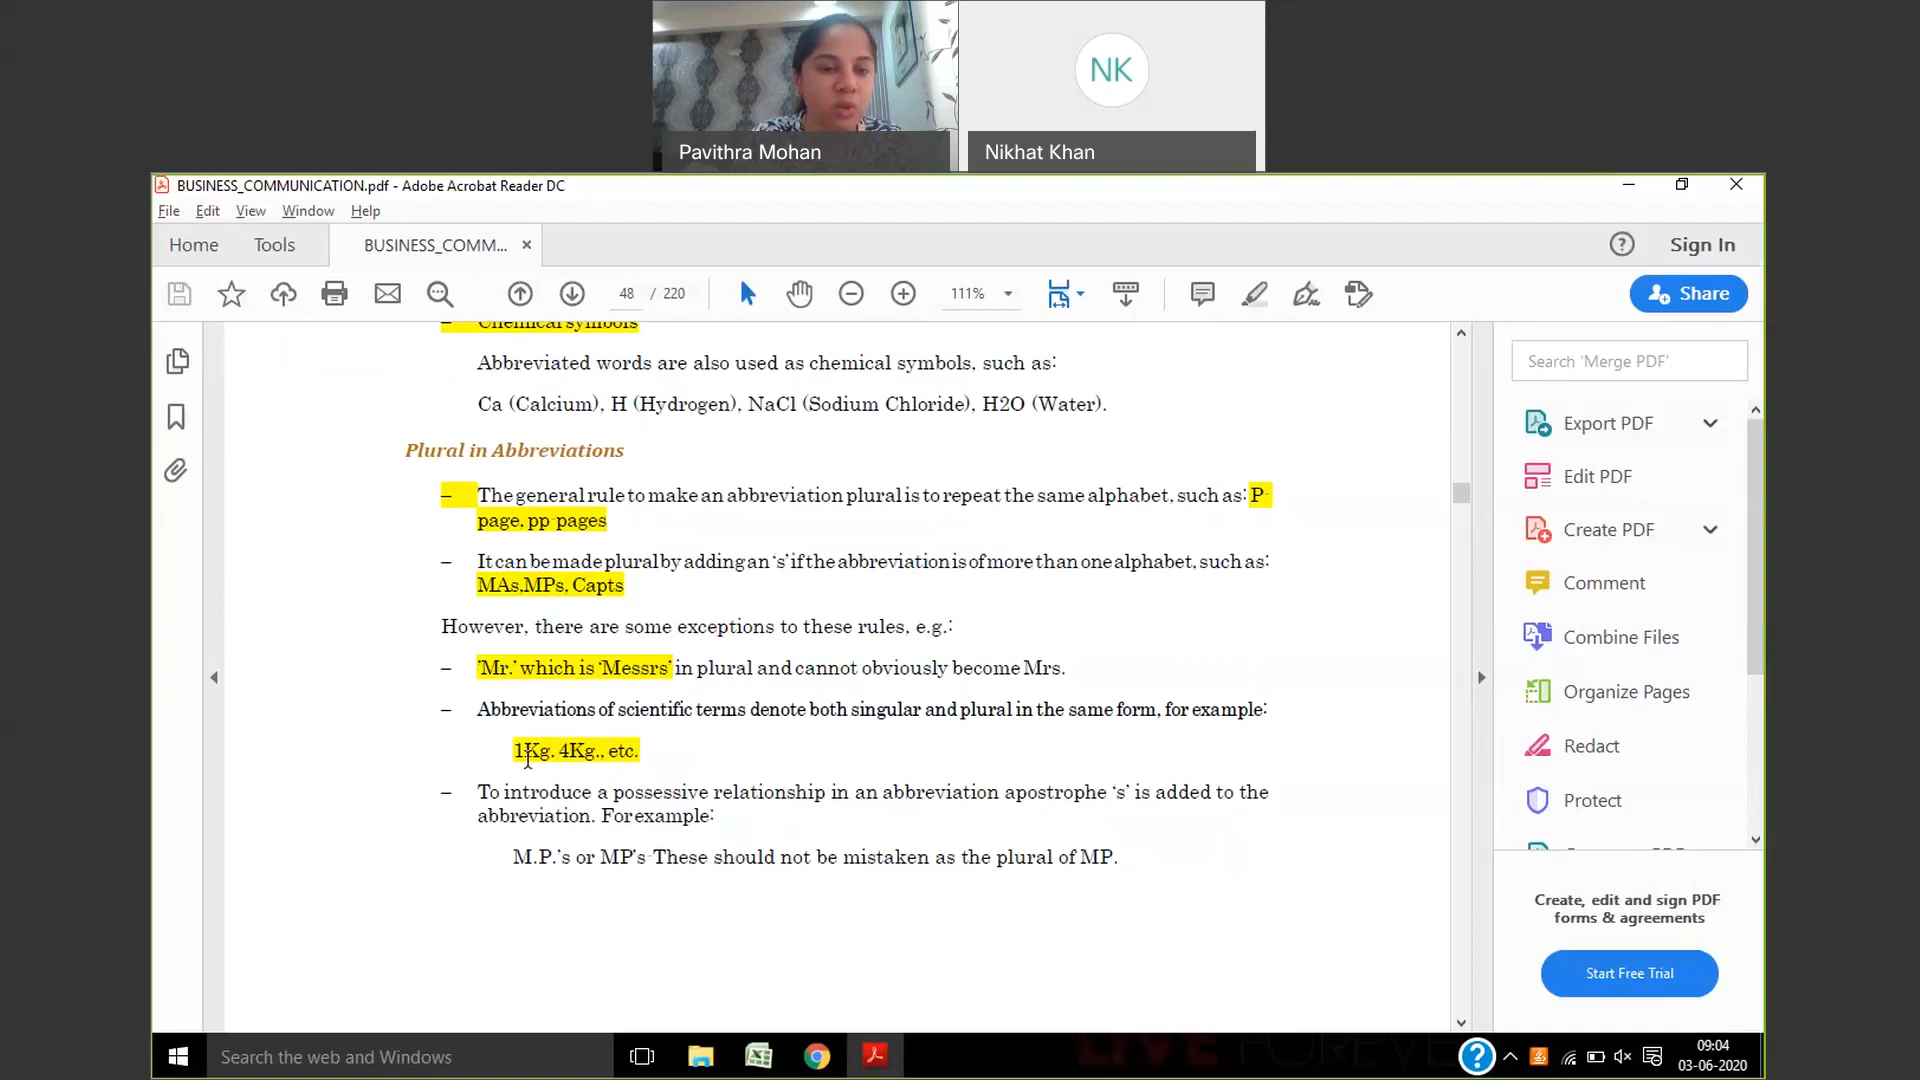 NK
Pavithra Mohan
Nikhat Khan
BUSINESS_COMMUNICATION.pdf - Adobe Acrobat Reader DC
File Edit View Window Help
Home Tools BUSINESS_COMM... × Sign In
48 / 220 111% Share
– Chemical symbols
Abbreviated words are also used as chemical symbols, such as:
Ca (Calcium), H (Hydrogen), NaCl (Sodium Chloride), H2O (Water).
Plural in Abbreviations
– The general rule to make an abbreviation plural is to repeat the same alphabet, such as: P-
page, pp-pages
– It can be made plural by adding an ‘s’ if the abbreviation is of more than one alphabet, such as:
MAs,MPs, Capts
However, there are some exceptions to these rules, e.g.:
– ‘Mr.’ which is ‘Messrs’ in plural and cannot obviously become Mrs.
– Abbreviations of scientific terms denote both singular and plural in the same form, for example:
1Kg. 4Kg., etc.
– To introduce a possessive relationship in an abbreviation apostrophe ‘s’ is added to the
abbreviation. For example:
M.P.’s or MP’s-These should not be mistaken as the plural of MP.
Search 'Merge PDF'
Export PDF
Edit PDF
Create PDF
Comment
Combine Files
Organize Pages
Redact
Protect
Create, edit and sign PDF
forms & agreements
Start Free Trial
Search the web and Windows
LIVE FOREVE
09:04
03-06-2020